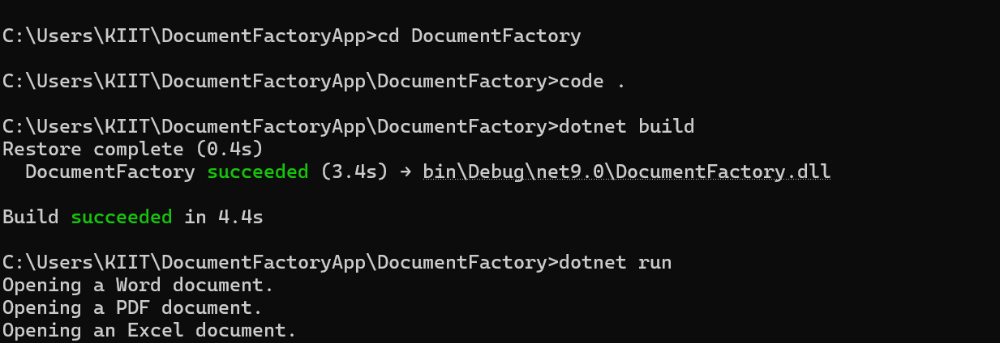 C:\Users\KIIT\DocumentFactoryApp>cd DocumentFactory
C:\Users\KIIT\DocumentFactoryApp\DocumentFactory>code .
C:\Users\KIIT\DocumentFactoryApp\DocumentFactory>dotnet build
Restore complete (0.4s)
  DocumentFactory succeeded (3.4s) → bin\Debug\net9.0\DocumentFactory.dll
Build succeeded in 4.4s
C:\Users\KIIT\DocumentFactoryApp\DocumentFactory>dotnet run
Opening a Word document.
Opening a PDF document.
Opening an Excel document.